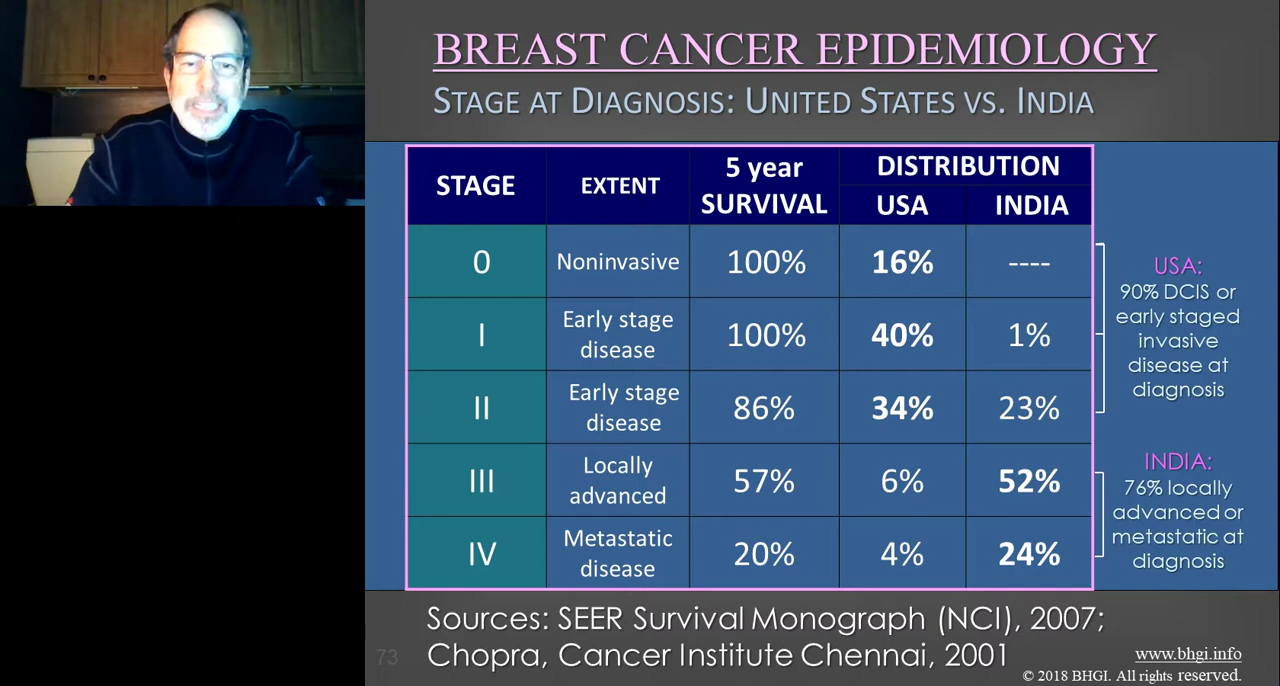 BREAST CANCER EPIDEMIOLOGY
STAGE AT DIAGNOSIS: UNITED STATES VS. INDIA
STAGE EXTENT 5 year SURVIVAL DISTRIBUTION
USA INDIA
0 Noninvasive 100% 16% ----
I Early stage disease 100% 40% 1%
II Early stage disease 86% 34% 23%
III Locally advanced 57% 6% 52%
IV Metastatic disease 20% 4% 24%
USA:
90% DCIS or
early staged
invasive
disease at
diagnosis
INDIA:
76% locally
advanced or
metastatic at
diagnosis
Sources: SEER Survival Monograph (NCI), 2007;
Chopra, Cancer Institute Chennai, 2001
73
www.bhgi.info
© 2018 BHGI. All rights reserved.